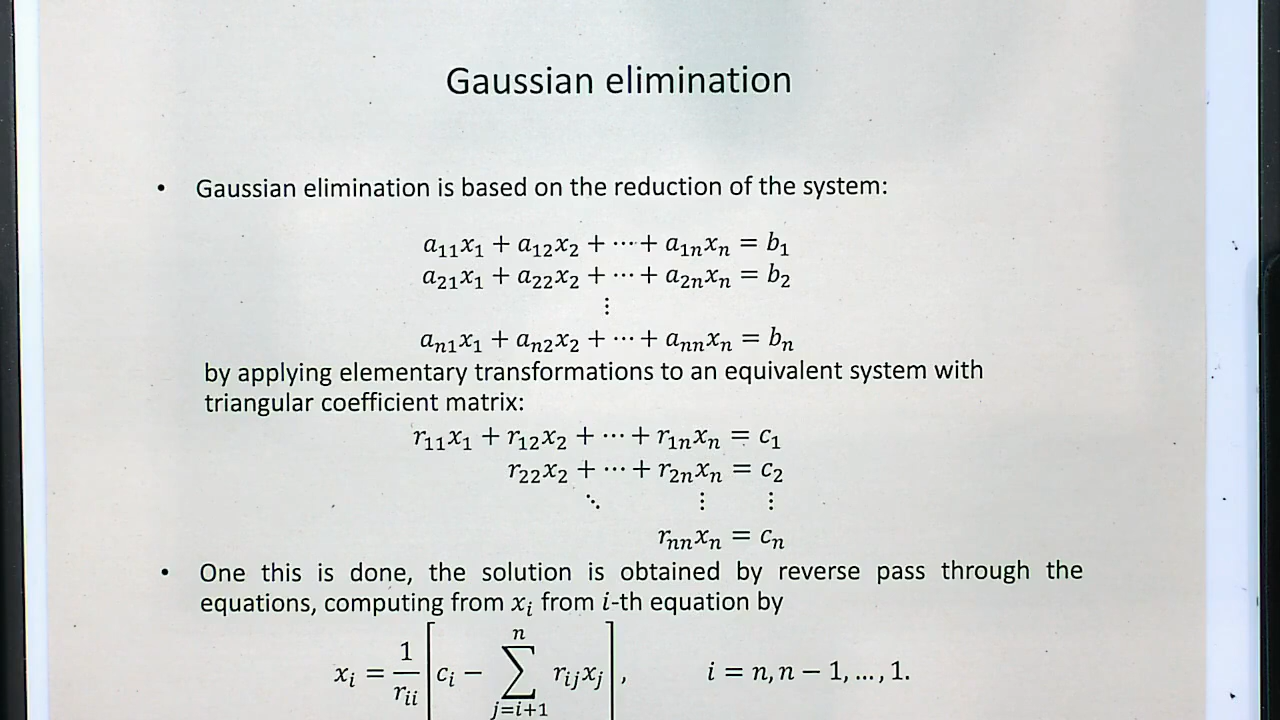 Gaussian elimination
• Gaussian elimination is based on the reduction of the system:
a₁₁x₁ + a₁₂x₂ + ⋯ + a₁ₙxₙ = b₁
a₂₁x₁ + a₂₂x₂ + ⋯ + a₂ₙxₙ = b₂
⋮
aₙ₁x₁ + aₙ₂x₂ + ⋯ + aₙₙxₙ = bₙ
by applying elementary transformations to an equivalent system with
triangular coefficient matrix:
r₁₁x₁ + r₁₂x₂ + ⋯ + r₁ₙxₙ = c₁
r₂₂x₂ + ⋯ + r₂ₙxₙ = c₂
⋱ ⋮ ⋮
rₙₙxₙ = cₙ
• One this is done, the solution is obtained by reverse pass through the
equations, computing from xᵢ from i-th equation by
xᵢ = 1/rᵢᵢ [cᵢ − ∑_{j=i+1}^{n} rᵢⱼxⱼ], i = n, n − 1, …, 1.